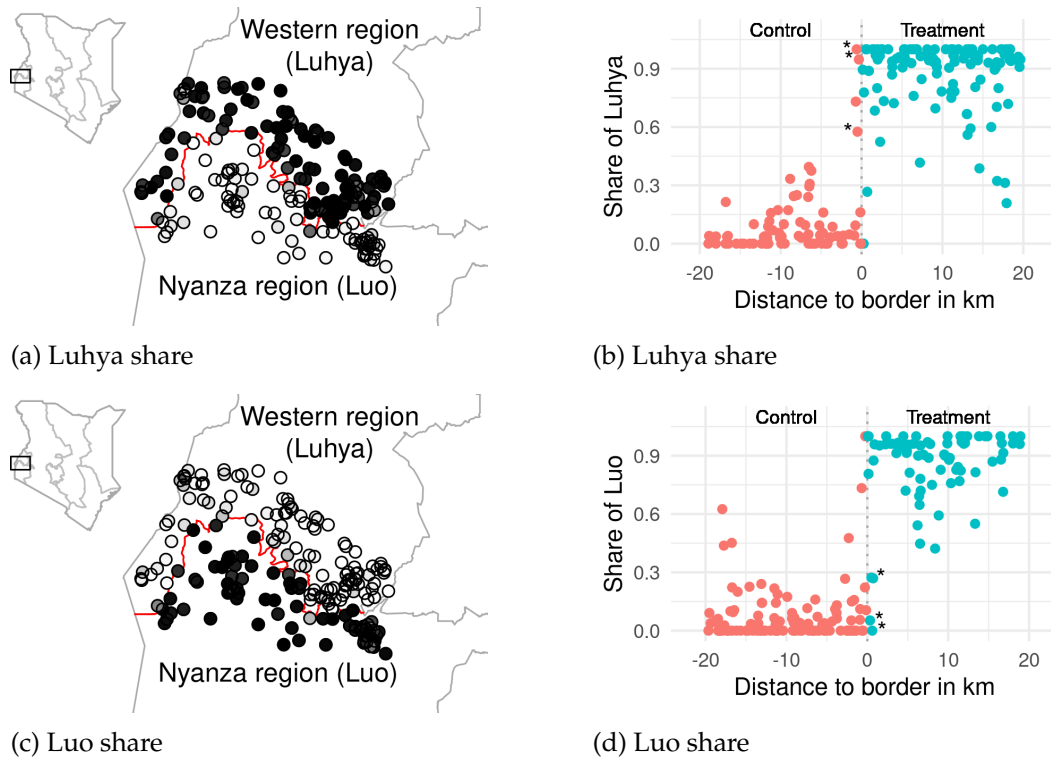 Western region
(Luhya)
Nyanza region (Luo)
(a) Luhya share
Control
Treatment
*
*
*
Share of Luhya
0.9
0.6
0.3
0.0
-20
-10
0
10
20
Distance to border in km
(b) Luhya share
Western region
(Luhya)
Nyanza region (Luo)
(c) Luo share
Control
Treatment
*
*
*
Share of Luo
0.9
0.6
0.3
0.0
-20
-10
0
10
20
Distance to border in km
(d) Luo share